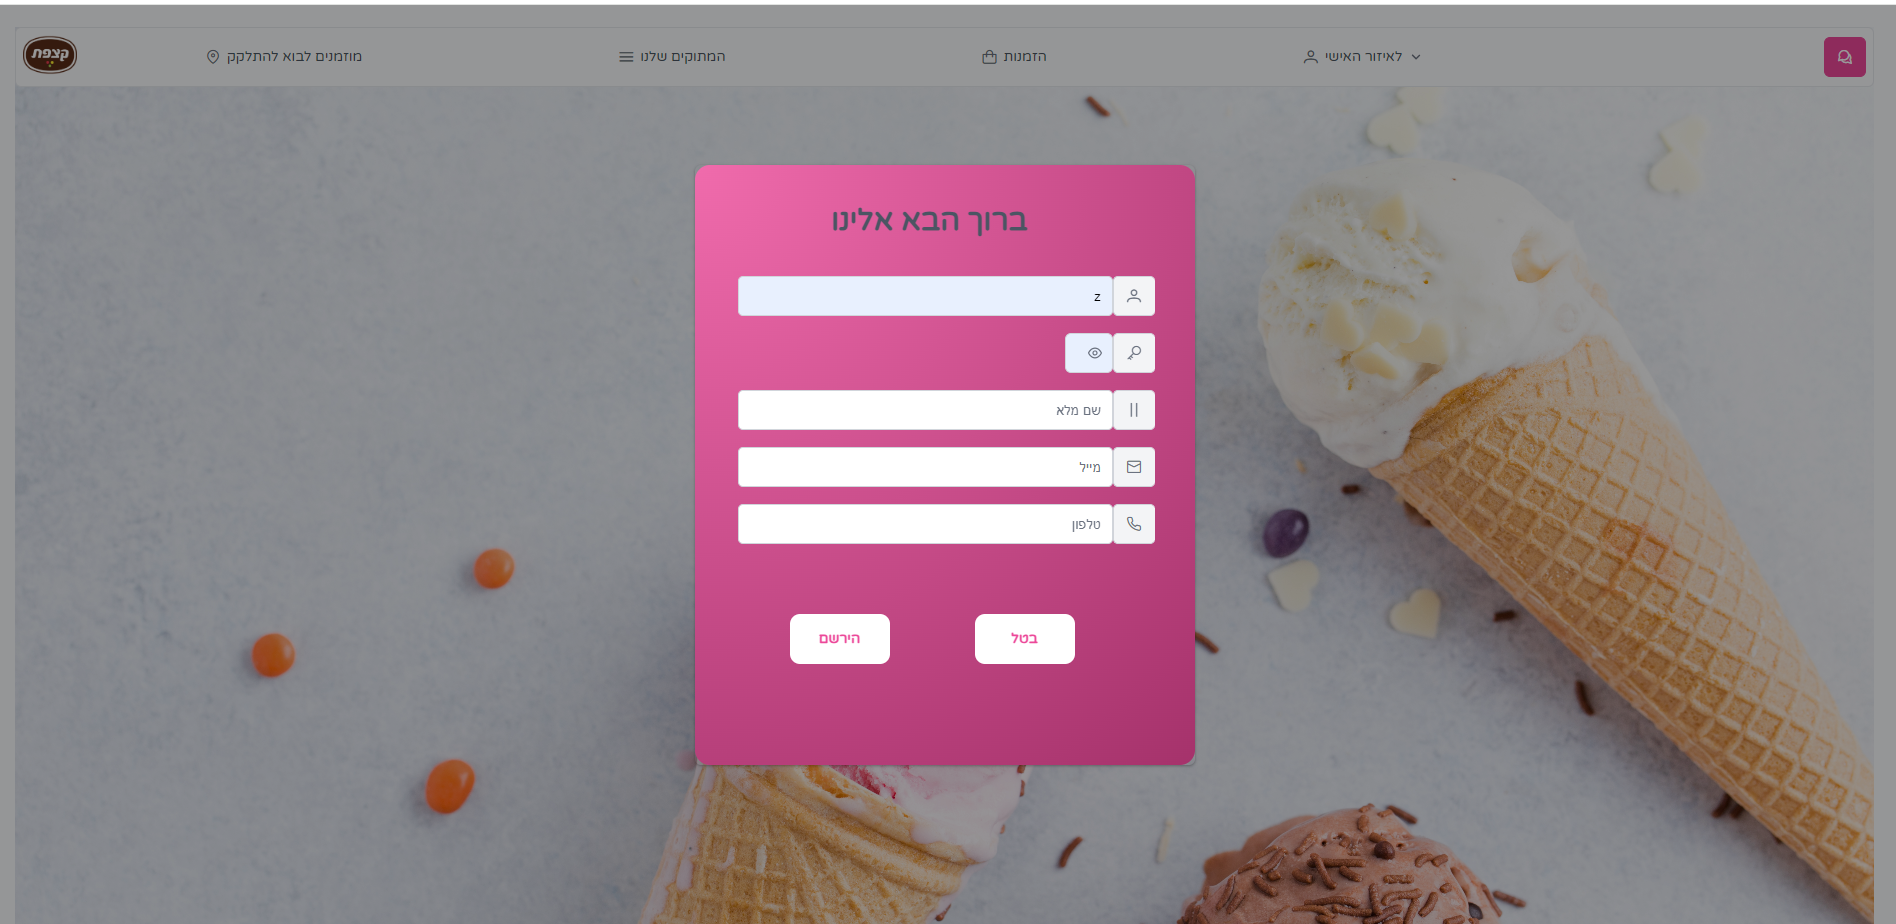 קצפת
מוזמנים לבוא להתלקק
המתוקים שלנו
הזמנות
לאיזור האישי
ברוך הבא אלינו
z
שם מלא
מייל
טלפון
בטל
הירשם